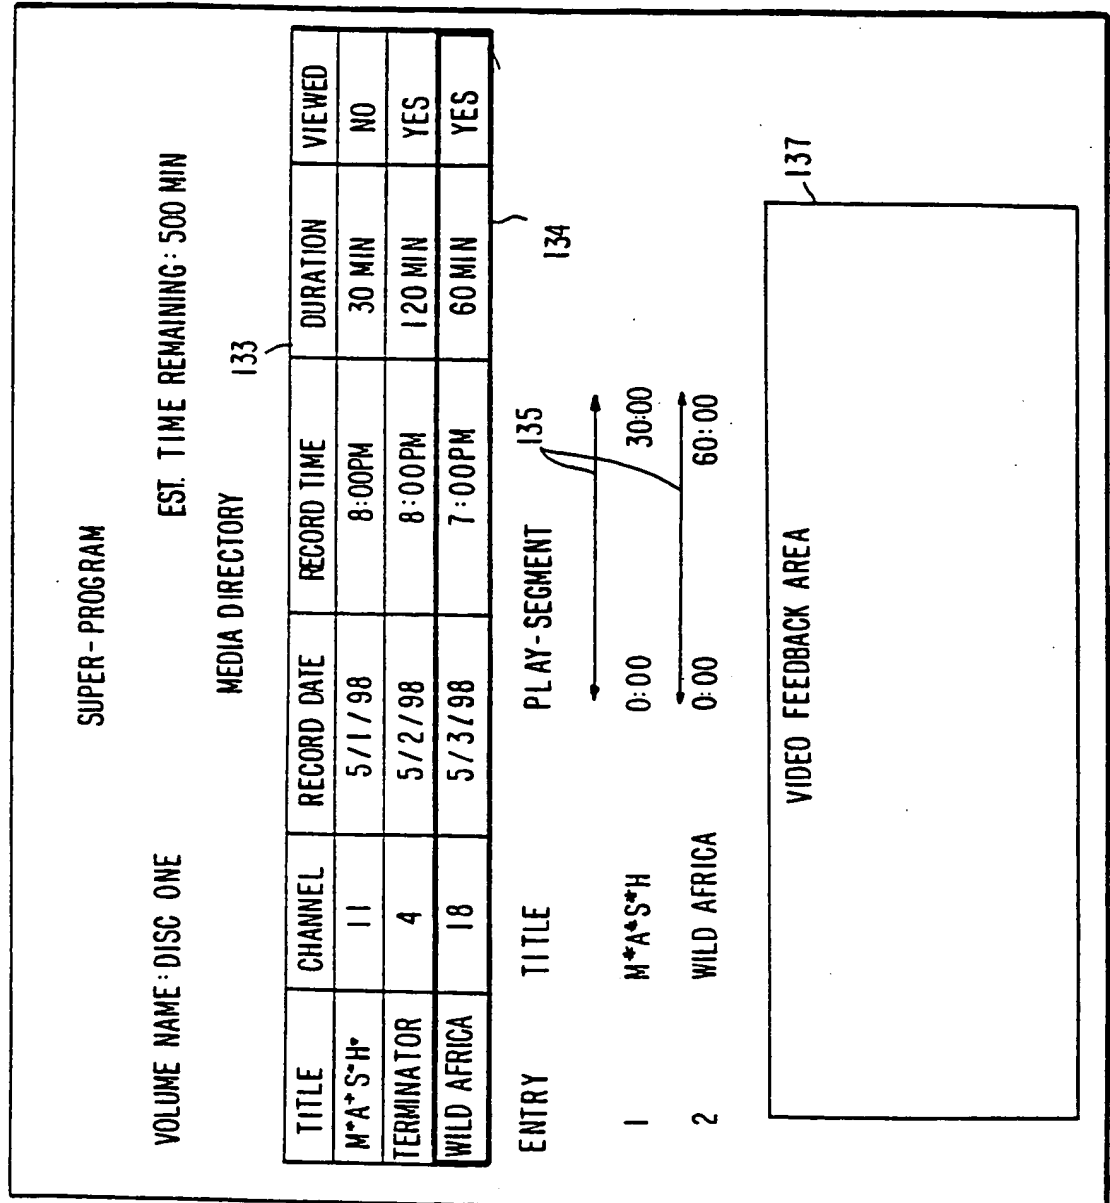 SUPER-PROGRAM
VOLUME NAME: DISC ONE EST. TIME REMAINING: 500 MIN
MEDIA DIRECTORY
133
TITLE CHANNEL RECORD DATE RECORD TIME DURATION VIEWED
M*A*S*H* 11 5/1/98 8:00PM 30 MIN NO
TERMINATOR 4 5/2/98 8:00PM 120 MIN YES
WILD AFRICA 18 5/3/98 7:00PM 60 MIN YES
134
ENTRY TITLE PLAY-SEGMENT 135
1 M*A*S*H 0:00 30:00
2 WILD AFRICA 0:00 60:00
137
VIDEO FEEDBACK AREA